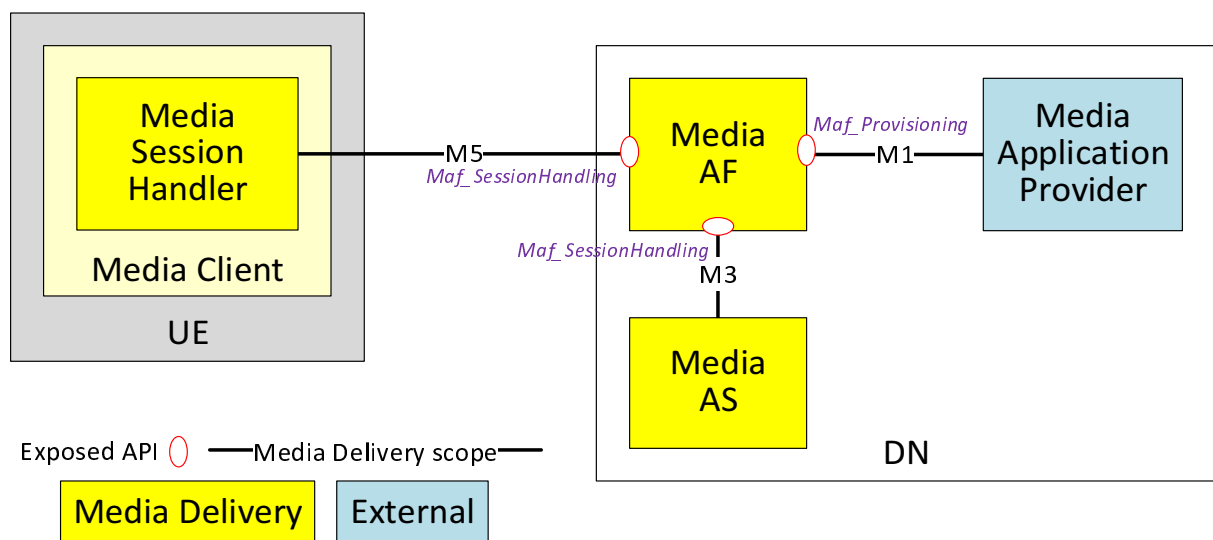 Media
Session
Handler
Media Client
UE
M5
Maf_SessionHandling
Media
AF
Maf_Provisioning
M1
Media
Application
Provider
Maf_SessionHandling
M3
Media
AS
DN
Exposed API
Media Delivery scope
Media Delivery
External